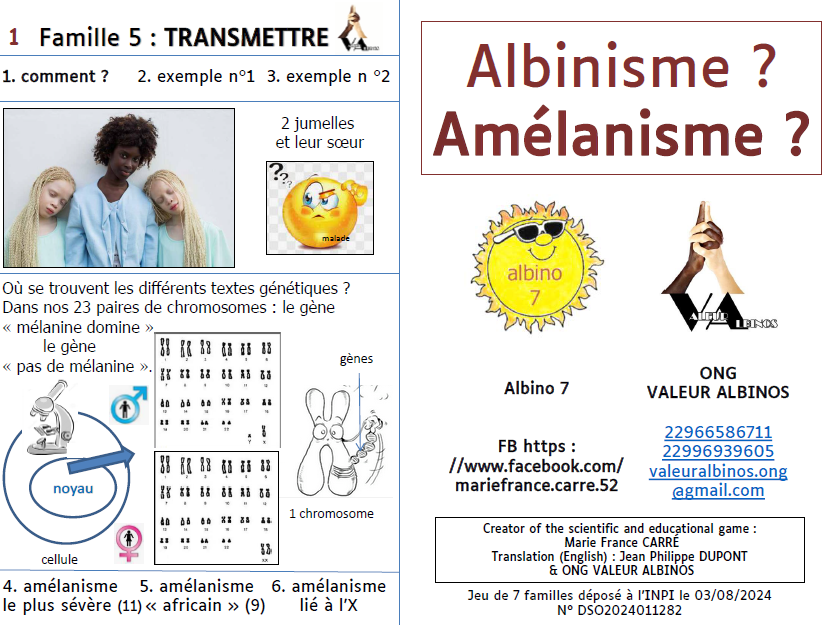 1 Famille 5 : TRANSMETTRE
1. comment ? 2. exemple n°1 3. exemple n °2
2 jumelles
et leur sœur
? ? ?
malade
Où se trouvent les différents textes génétiques ?
Dans nos 23 paires de chromosomes : le gène
« mélanine domine »
le gène
« pas de mélanine ».
gènes
noyau
cellule
1 chromosome
4. amélanisme 5. amélanisme 6. amélanisme
le plus sévère (11) « africain » (9) lié à l'X
Albinisme ?
Amélanisme ?
albino
7
VALEUR ALBINOS
Albino 7
ONG
VALEUR ALBINOS
FB https :
//www.facebook.com/
mariefrance.carre.52
22966586711
22996939605
valeuralbinos.ong
@gmail.com
Creator of the scientific and educational game :
Marie France CARRÉ
Translation (English) : Jean Philippe DUPONT
& ONG VALEUR ALBINOS
Jeu de 7 familles déposé à l'INPI le 03/08/2024
N° DSO2024011282